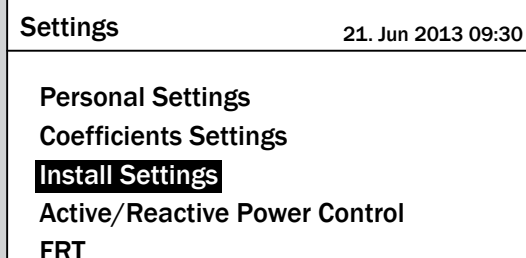 Settings 21. Jun 2013 09:30
Personal Settings
Coefficients Settings
Install Settings
Active/Reactive Power Control
FRT